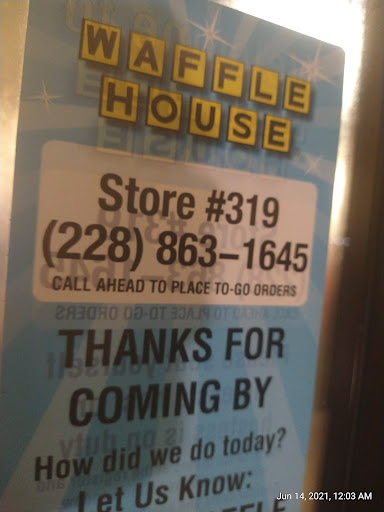 WAFFLE
HOUSE
Store #319
(228) 863-1645
CALL AHEAD TO PLACE TO-GO ORDERS
THANKS FOR
COMING BY
How did we do today?
Let Us Know:
Jun 14, 2021, 12:03 AM